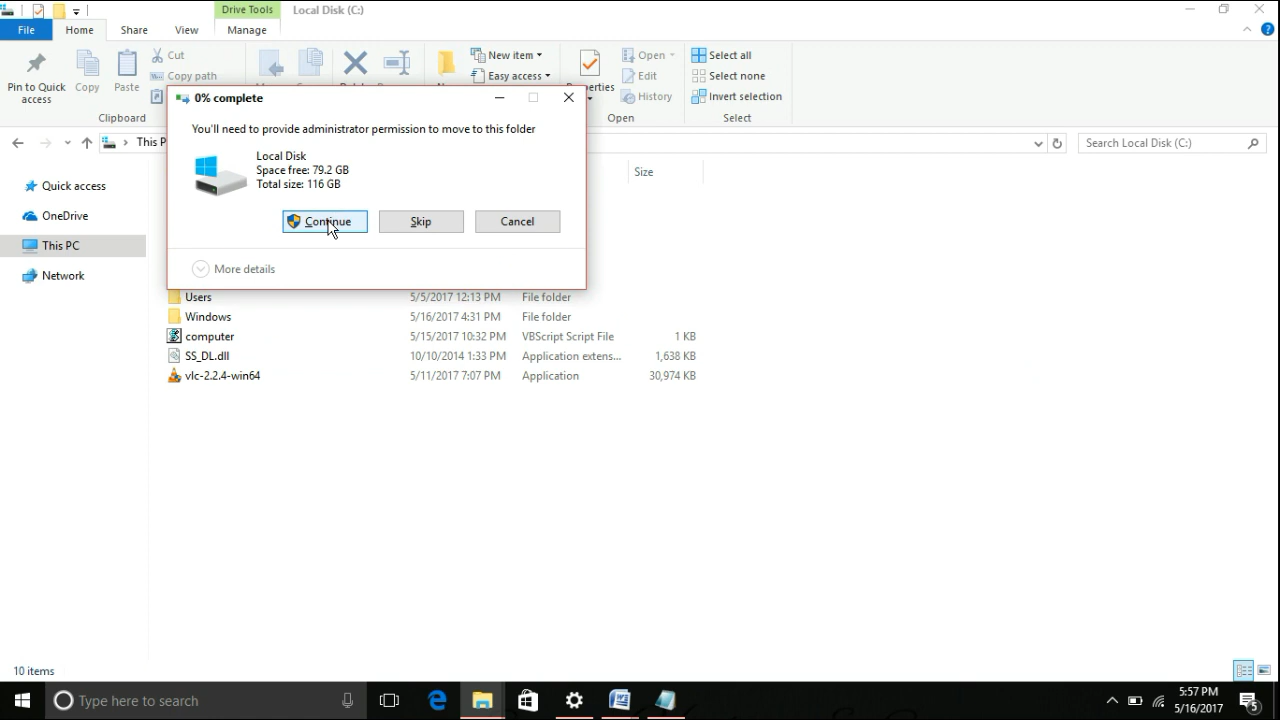 Drive Tools
Local Disk (C:)
File
Home
Share
View
Manage
Pin to Quick access
Copy
Paste
Cut
Copy path
New item
Easy access
Open
Edit
History
Select all
Select none
Invert selection
Clipboard
Open
Select
0% complete
You'll need to provide administrator permission to move to this folder
Local Disk
Space free: 79.2 GB
Total size: 116 GB
Continue
Skip
Cancel
More details
Search Local Disk (C:)
Size
Quick access
OneDrive
This PC
Network
Users 5/5/2017 12:13 PM File folder
Windows 5/16/2017 4:31 PM File folder
computer 5/15/2017 10:32 PM VBScript Script File 1 KB
SS_DL.dll 10/10/2014 1:33 PM Application extens... 1,638 KB
vlc-2.2.4-win64 5/11/2017 7:07 PM Application 30,974 KB
10 items
Type here to search
5:57 PM
5/16/2017
5